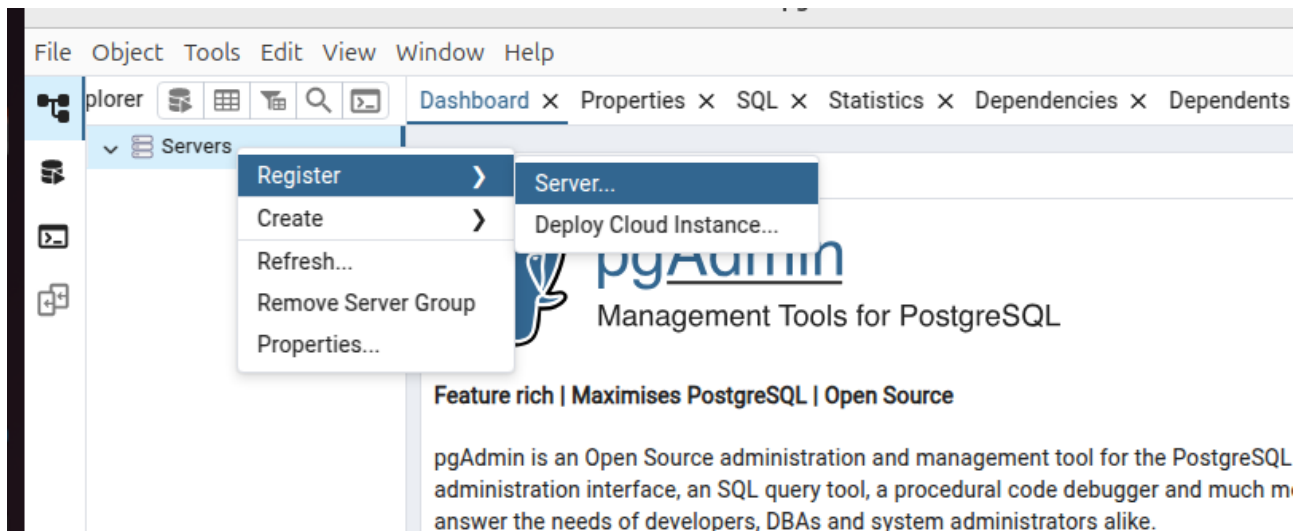 File Object Tools Edit View Window Help
plorer Dashboard Properties SQL Statistics Dependencies Dependents
Servers
Register
Server...
Create
Deploy Cloud Instance...
Refresh...
Remove Server Group
Properties...
pgAdmin
Management Tools for PostgreSQL
Feature rich | Maximises PostgreSQL | Open Source
pgAdmin is an Open Source administration and management tool for the PostgreSQL
administration interface, an SQL query tool, a procedural code debugger and much
answer the needs of developers, DBAs and system administrators alike.